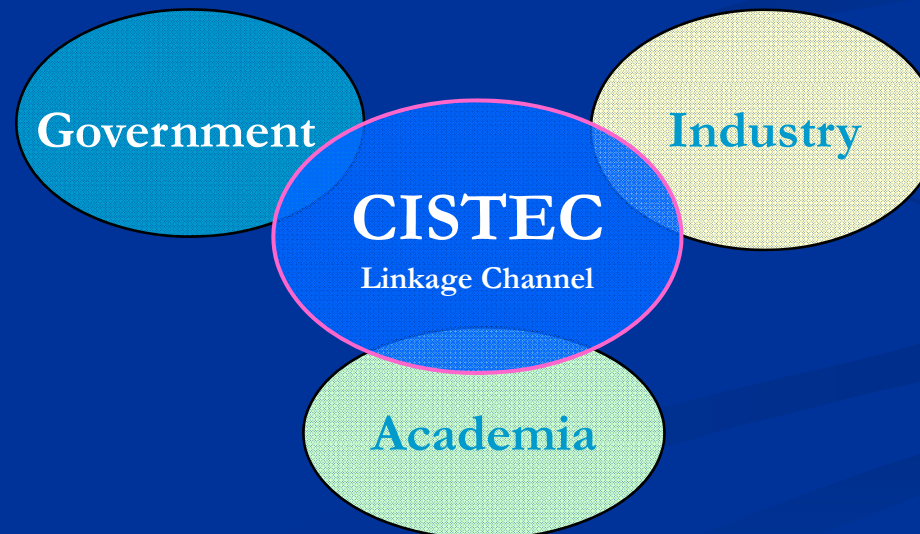 Government
Industry
CISTEC
Linkage Channel
Academia